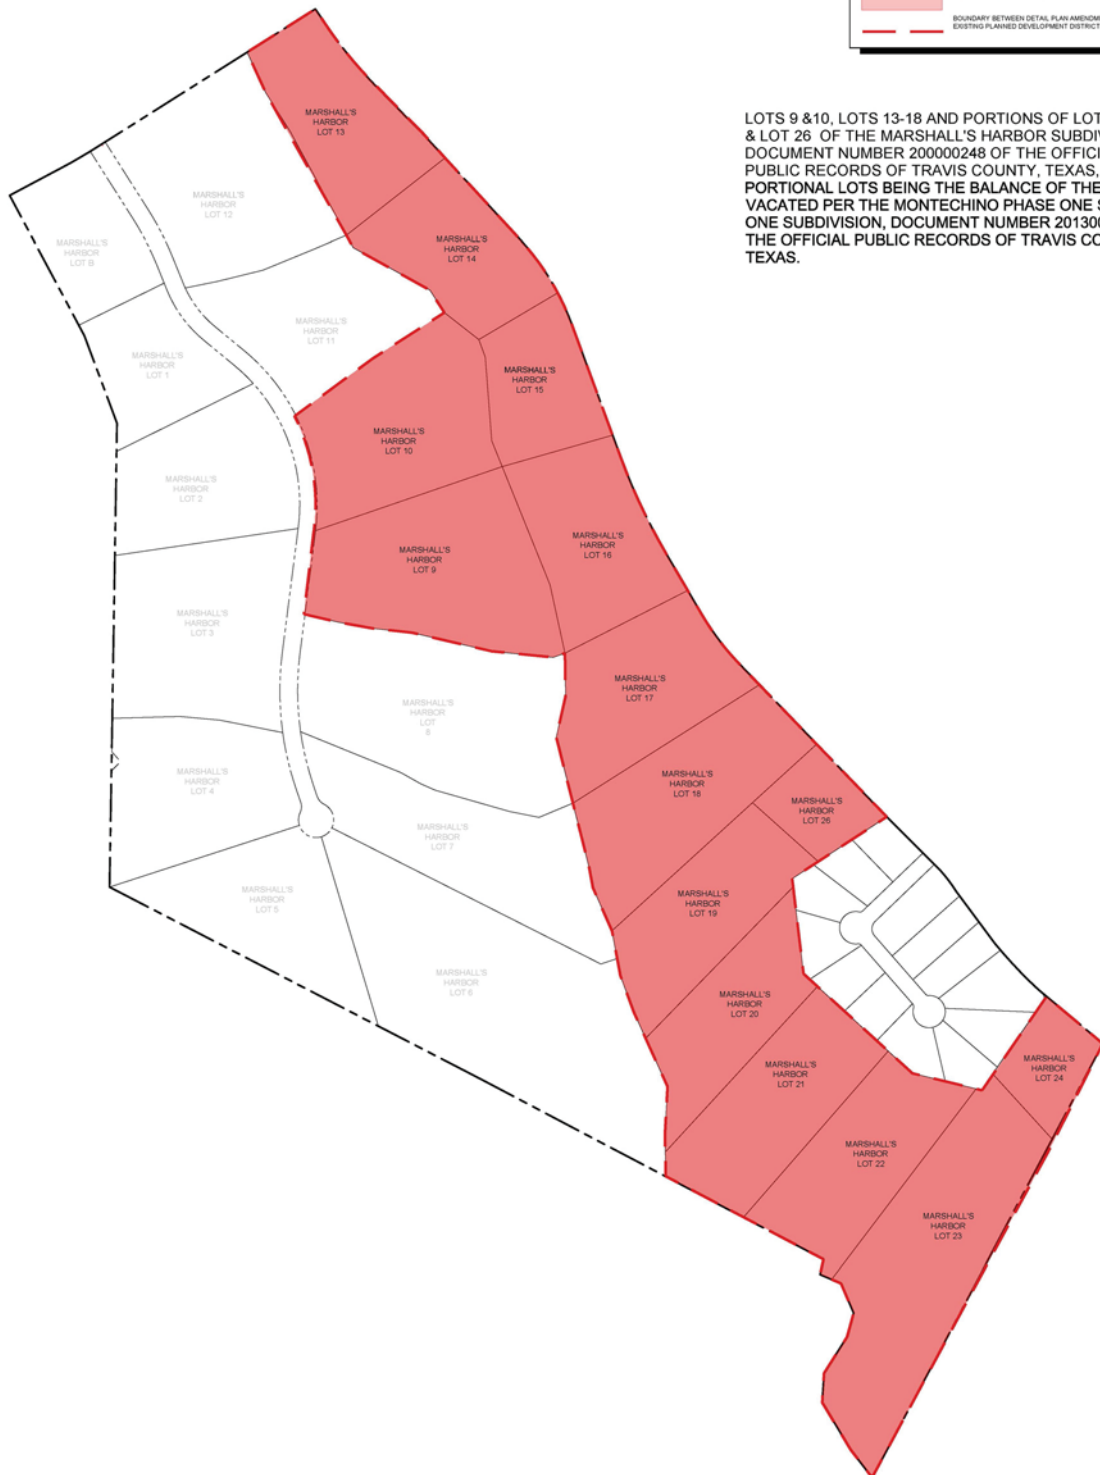 BOUNDARY BETWEEN DETAIL PLAN
EXISTING PLANNED DEVELOPMENT DISTRICT
LOTS 9 &10, LOTS 13-18 AND PORTIONS OF
& LOT 26 OF THE MARSHALL'S HARBOR
DOCUMENT NUMBER 200000248 OF THE
PUBLIC RECORDS OF TRAVIS COUNTY, TEXAS,
PORTIONAL LOTS BEING THE BALANCE OF THE
VACATED PER THE MONTECHINO PHASE ONE
ONE SUBDIVISION, DOCUMENT NUMBER
THE OFFICIAL PUBLIC RECORDS OF TRAVIS
TEXAS.
MARSHALL'S
HARBOR
LOT 13
MARSHALL'S
HARBOR
LOT 12
MARSHALL'S
HARBOR
LOT B
MARSHALL'S
HARBOR
LOT 14
MARSHALL'S
HARBOR
LOT 11
MARSHALL'S
HARBOR
LOT 1
MARSHALL'S
HARBOR
LOT 15
MARSHALL'S
HARBOR
LOT 10
MARSHALL'S
HARBOR
LOT 2
MARSHALL'S
HARBOR
LOT 16
MARSHALL'S
HARBOR
LOT 9
MARSHALL'S
HARBOR
LOT 3
MARSHALL'S
HARBOR
LOT 17
MARSHALL'S
HARBOR
LOT
8
MARSHALL'S
HARBOR
LOT 4
MARSHALL'S
HARBOR
LOT 18
MARSHALL'S
HARBOR
LOT 26
MARSHALL'S
HARBOR
LOT 7
MARSHALL'S
HARBOR
LOT 5
MARSHALL'S
HARBOR
LOT 19
MARSHALL'S
HARBOR
LOT 6
MARSHALL'S
HARBOR
LOT 20
MARSHALL'S
HARBOR
LOT 21
MARSHALL'S
HARBOR
LOT 24
MARSHALL'S
HARBOR
LOT 22
MARSHALL'S
HARBOR
LOT 23